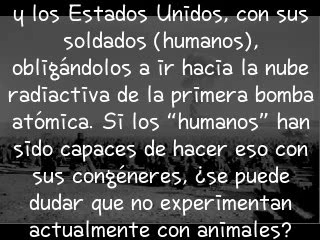 y los Estados Unidos, con sus
soldados (humanos),
obligándolos a ir hacia la nube
radiactiva de la primera bomba
atómica. Si los “humanos” han
sido capaces de hacer eso con
sus congéneres, ¿se puede
dudar que no experimentan
actualmente con animales?